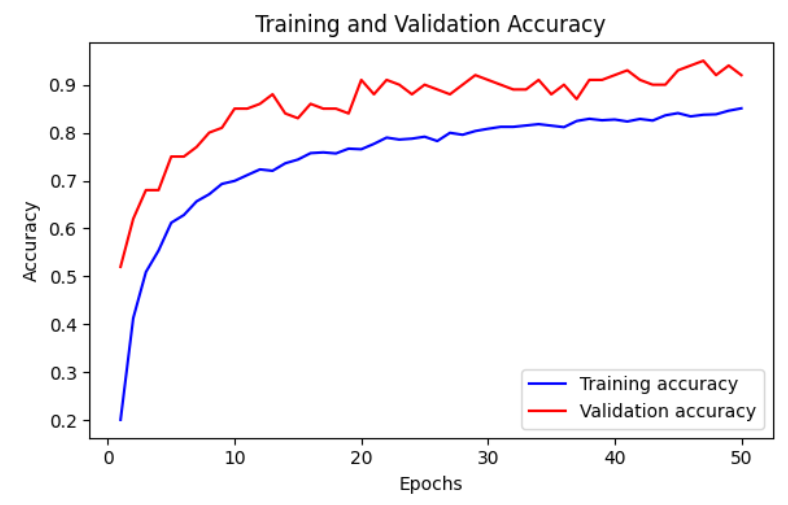 Training and Validation Accuracy
Accuracy
0.9
0.8
0.7
0.6
0.5
0.4
0.3
0.2
0
10
20
30
40
50
Epochs
Training accuracy
Validation accuracy